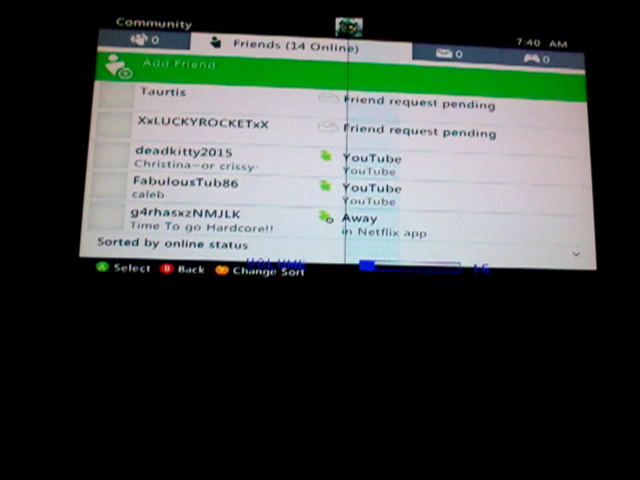 Community
7:40 AM
0
Friends (14 Online)
0
0
Add Friend
Taurtis
Friend request pending
XxLUCKYROCKETxX
Friend request pending
deadkitty2015
YouTube
Christina~or crissy~
YouTube
FabulousTub86
YouTube
caleb
YouTube
g4rhasxzNMJLK
Away
Time To go Hardcore!!
in Netflix app
Sorted by online status
A Select B Back Y Change Sort
VOLUME